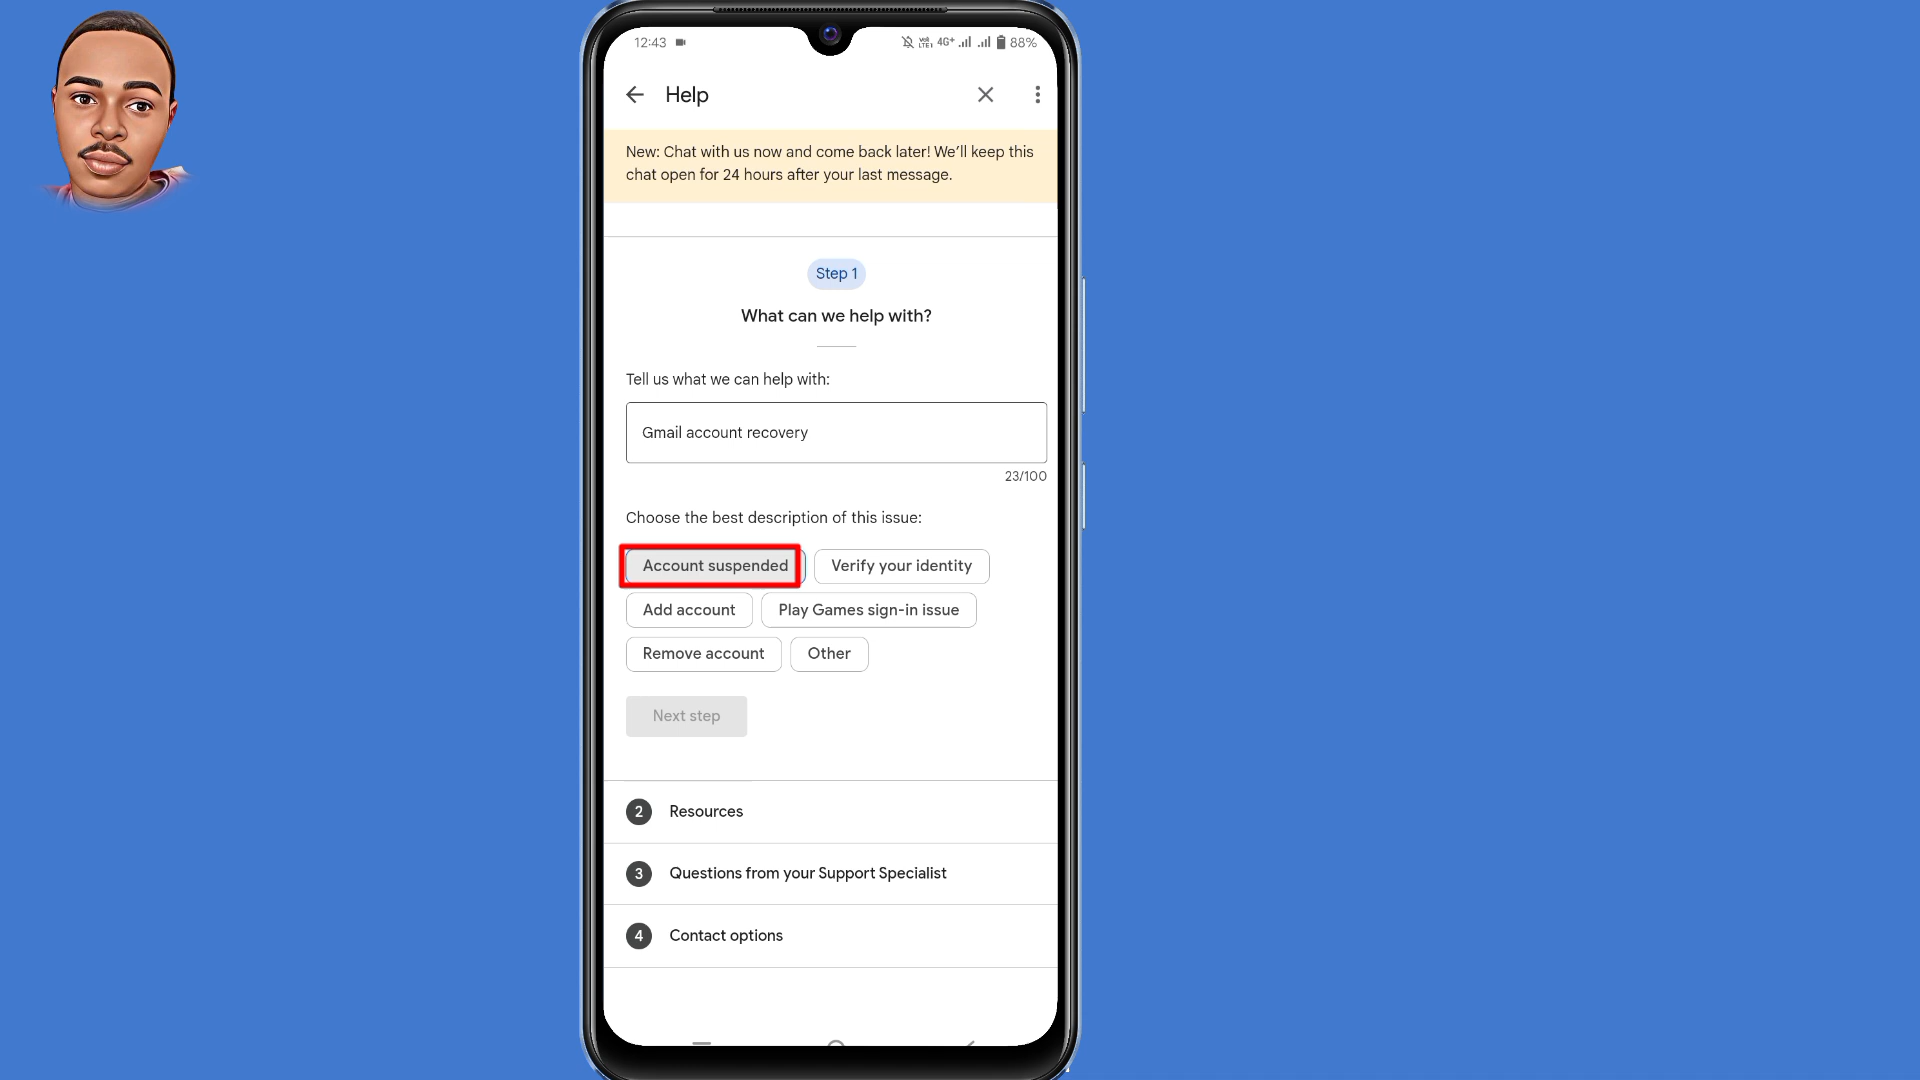 12:43 4G+ 88%
Help
New: Chat with us now and come back later! We’ll keep this
chat open for 24 hours after your last message.
Step 1
What can we help with?
Tell us what we can help with:
Gmail account recovery
23/100
Choose the best description of this issue:
Account suspended Verify your identity
Add account Play Games sign-in issue
Remove account Other
Next step
2 Resources
3 Questions from your Support Specialist
4 Contact options